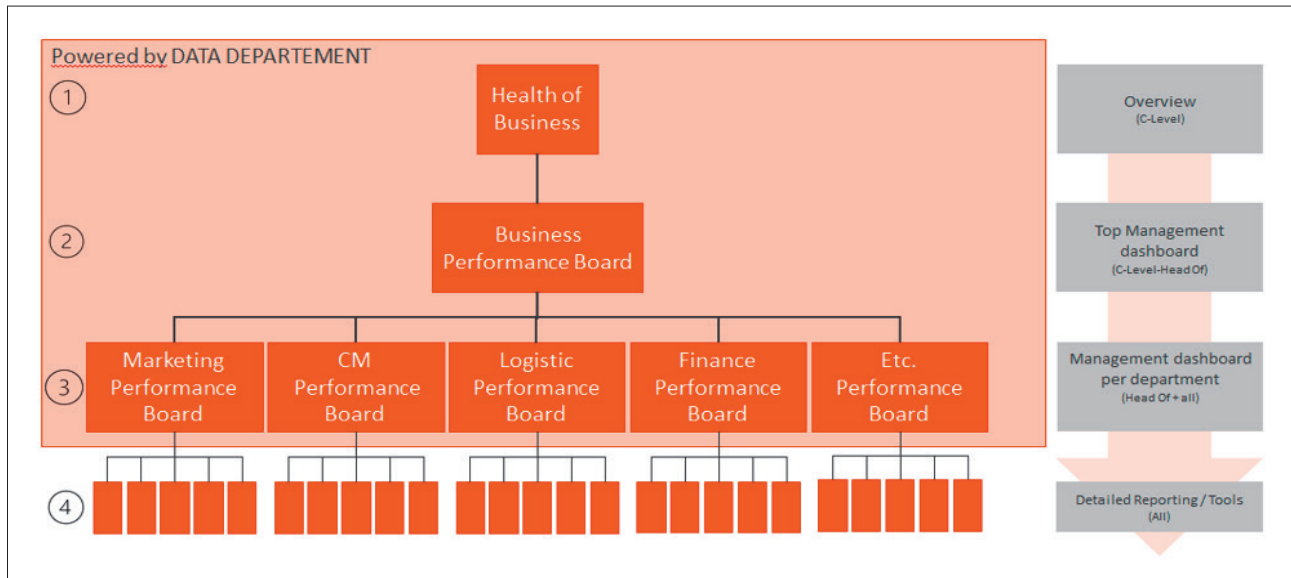 Powered by DATA DEPARTEMENT
1
Health of
Business
Overview
(C-Level)
2
Business
Performance Board
Top Management
dashboard
(C-Level-Head Of)
3
Marketing
Performance
Board
CM
Performance
Board
Logistic
Performance
Board
Finance
Performance
Board
Etc.
Performance
Board
Management dashboard
per department
(Head Of + all)
4
Detailed Reporting / Tools
(All)